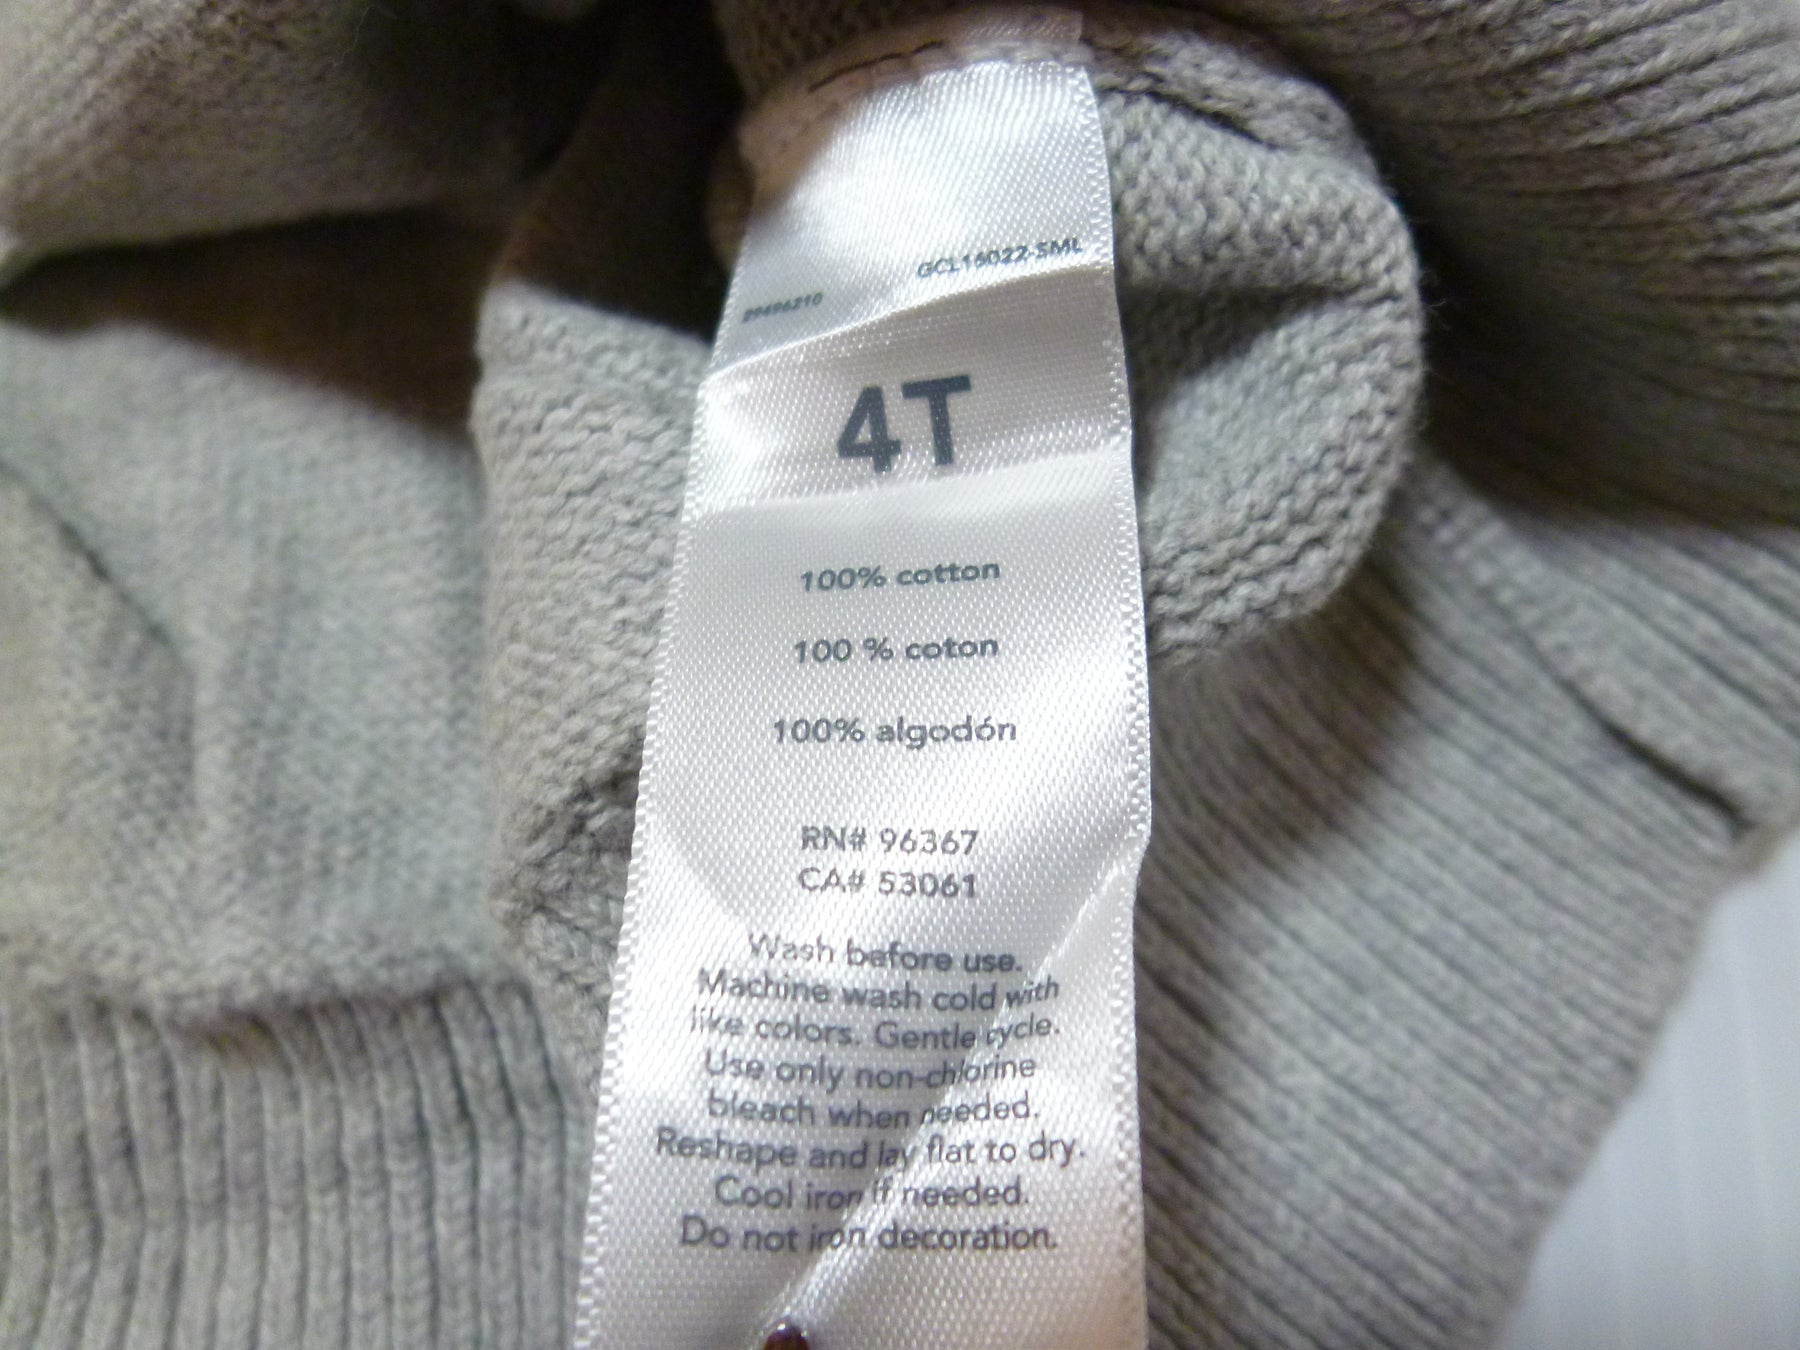 GCL16022-SML
29496210
4T
100% cotton
100 % coton
100% algodón
RN# 96367
CA# 53061
Wash before use.
Machine wash cold with
like colors. Gentle cycle.
Use only non-chlorine
bleach when needed.
Reshape and lay flat to dry.
Cool iron if needed.
Do not iron decoration.